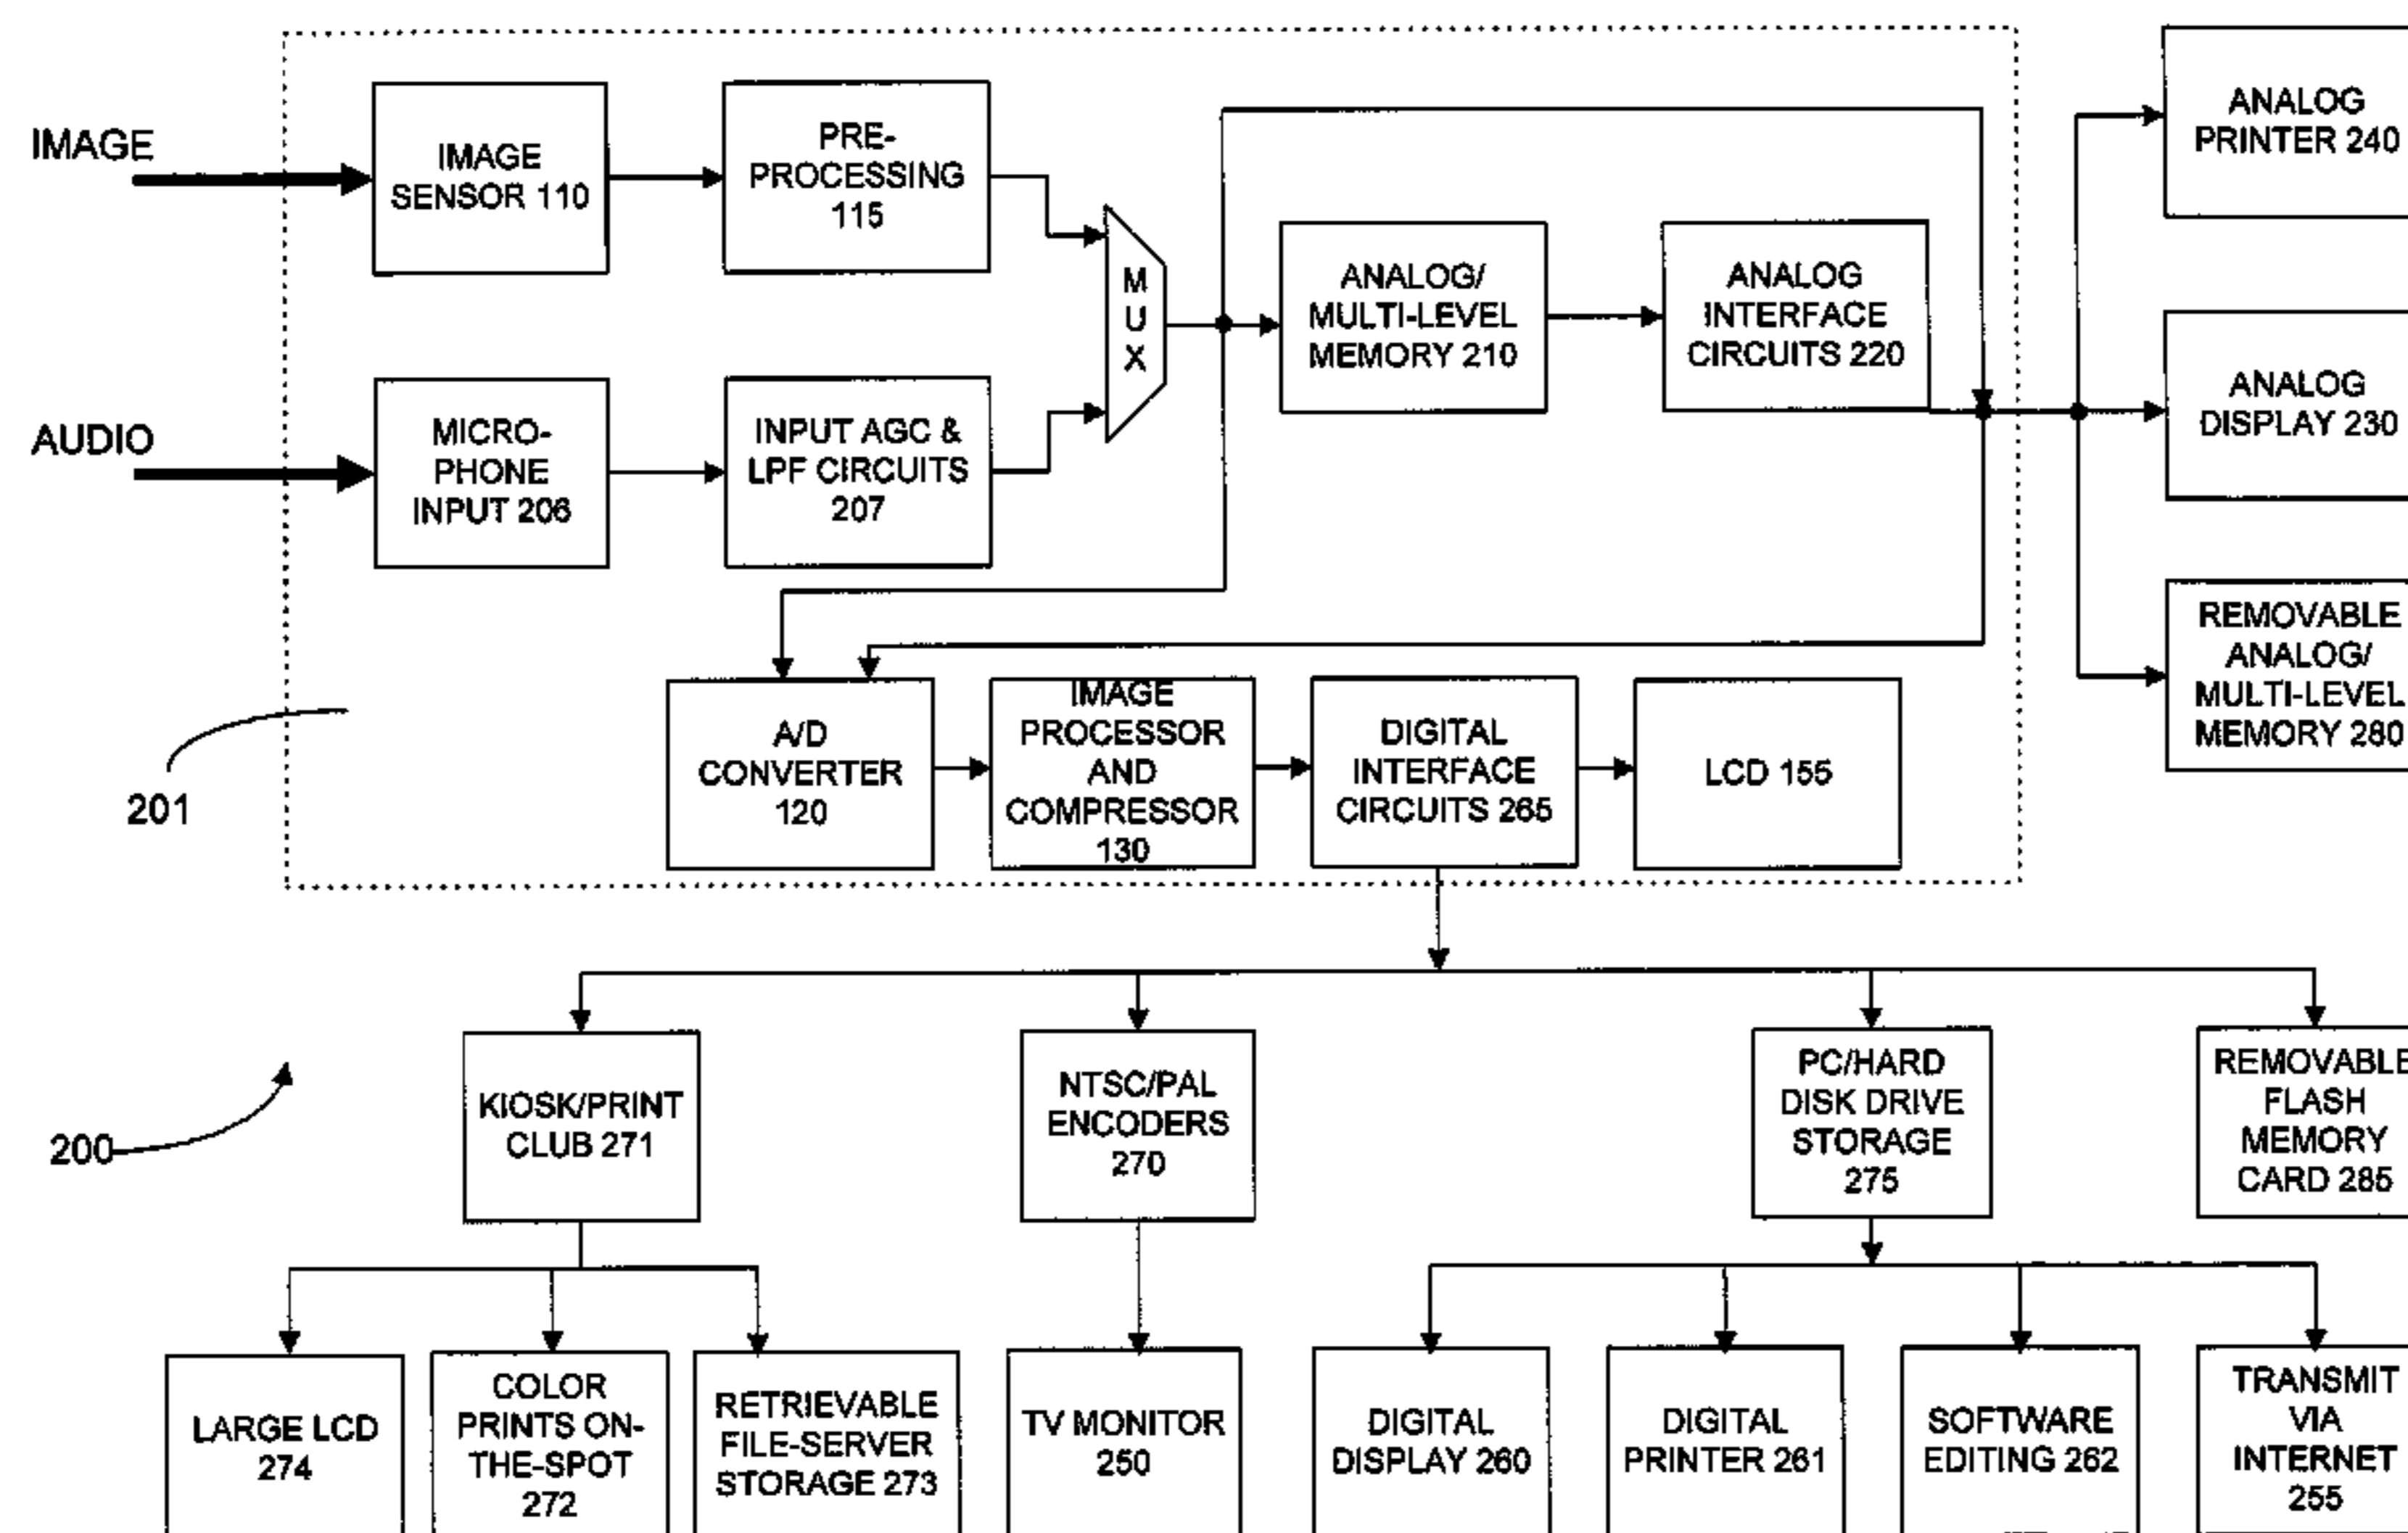 IMAGE
IMAGE
SENSOR 110
PRE-
PROCESSING
115
ANALOG
PRINTER 240
M
U
X
ANALOG/
MULTI-LEVEL
MEMORY 210
ANALOG
INTERFACE
CIRCUITS 220
AUDIO
MICRO-
PHONE
INPUT 206
INPUT AGC &
LPF CIRCUITS
207
ANALOG
DISPLAY 230
REMOVABLE
ANALOG/
MULTI-LEVEL
MEMORY 280
201
A/D
CONVERTER
120
IMAGE
PROCESSOR
AND
COMPRESSOR
130
DIGITAL
INTERFACE
CIRCUITS 265
LCD 155
200
KIOSK/PRINT
CLUB 271
NTSC/PAL
ENCODERS
270
PC/HARD
DISK DRIVE
STORAGE
275
REMOVABLE
FLASH
MEMORY
CARD 285
LARGE LCD
274
COLOR
PRINTS ON-
THE-SPOT
272
RETRIEVABLE
FILE-SERVER
STORAGE 273
TV MONITOR
250
DIGITAL
DISPLAY 260
DIGITAL
PRINTER 261
SOFTWARE
EDITING 262
TRANSMIT
VIA
INTERNET
255